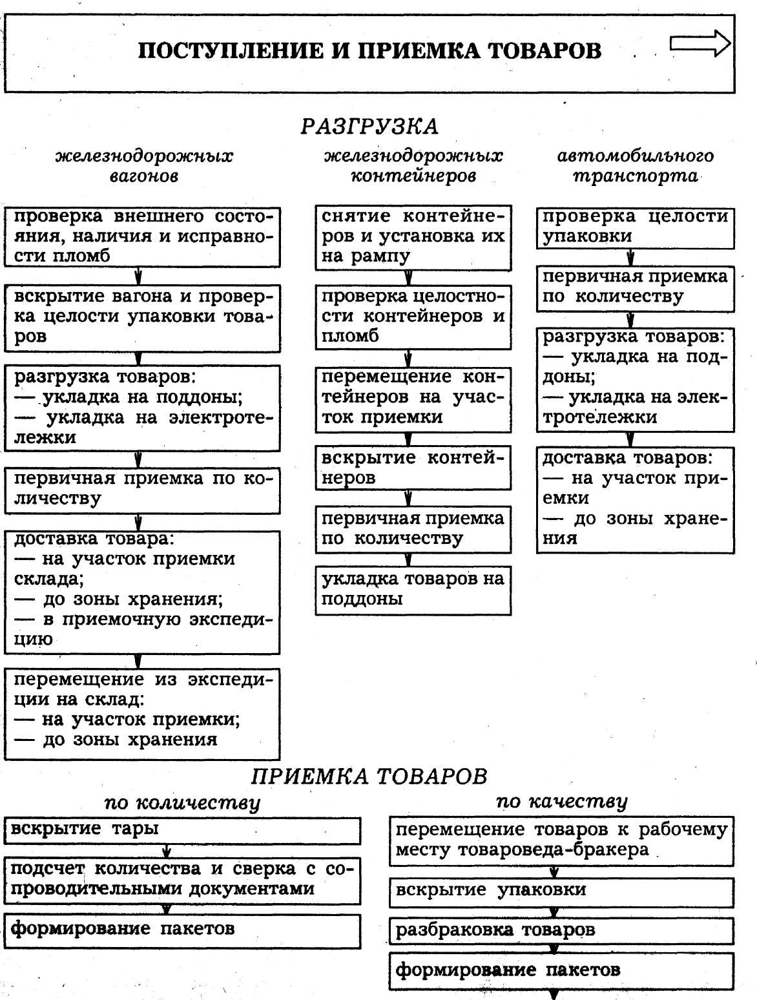 ПОСТУПЛЕНИЕ И ПРИЕМКА ТОВАРОВ
РАЗГРУЗКА
железнодорожных
вагонов
проверка внешнего состо-
яния, наличия и исправно-
сти пломб
вскрытие вагона и провер-
ка целости упаковки това-
ров
разгрузка товаров:
— укладка на поддоны;
— укладка на электроте-
лежки
первичная приемка по ко-
личеству
доставка товара:
— на участок приемки
склада;
— до зоны хранения;
— в приемочную экспеди-
цию
перемещение из экспеди-
ции на склад:
— на участок приемки;
— до зоны хранения
железнодорожных
контейнеров
снятие контейне-
ров и установка их
на рампу
проверка целостно-
сти контейнеров и
пломб
перемещение кон-
тейнеров на учас-
ток приемки
вскрытие контей-
неров
первичная приемка
по количеству
укладка товаров на
поддоны
автомобильного
транспорта
проверка целости
упаковки
первичная приемка
по количеству
разгрузка товаров:
— укладка на под-
доны;
— укладка на элек-
тротележки
доставка товаров:
— на участок при-
емки
— до зоны хране-
ния
ПРИЕМКА ТОВАРОВ
по количеству
вскрытие тары
подсчет количества и сверка с со-
проводительными документами
формирование пакетов
по качеству
перемещение товаров к рабочему
месту товароведа-бракера
вскрытие упаковки
разбраковка товаров
формирование пакетов